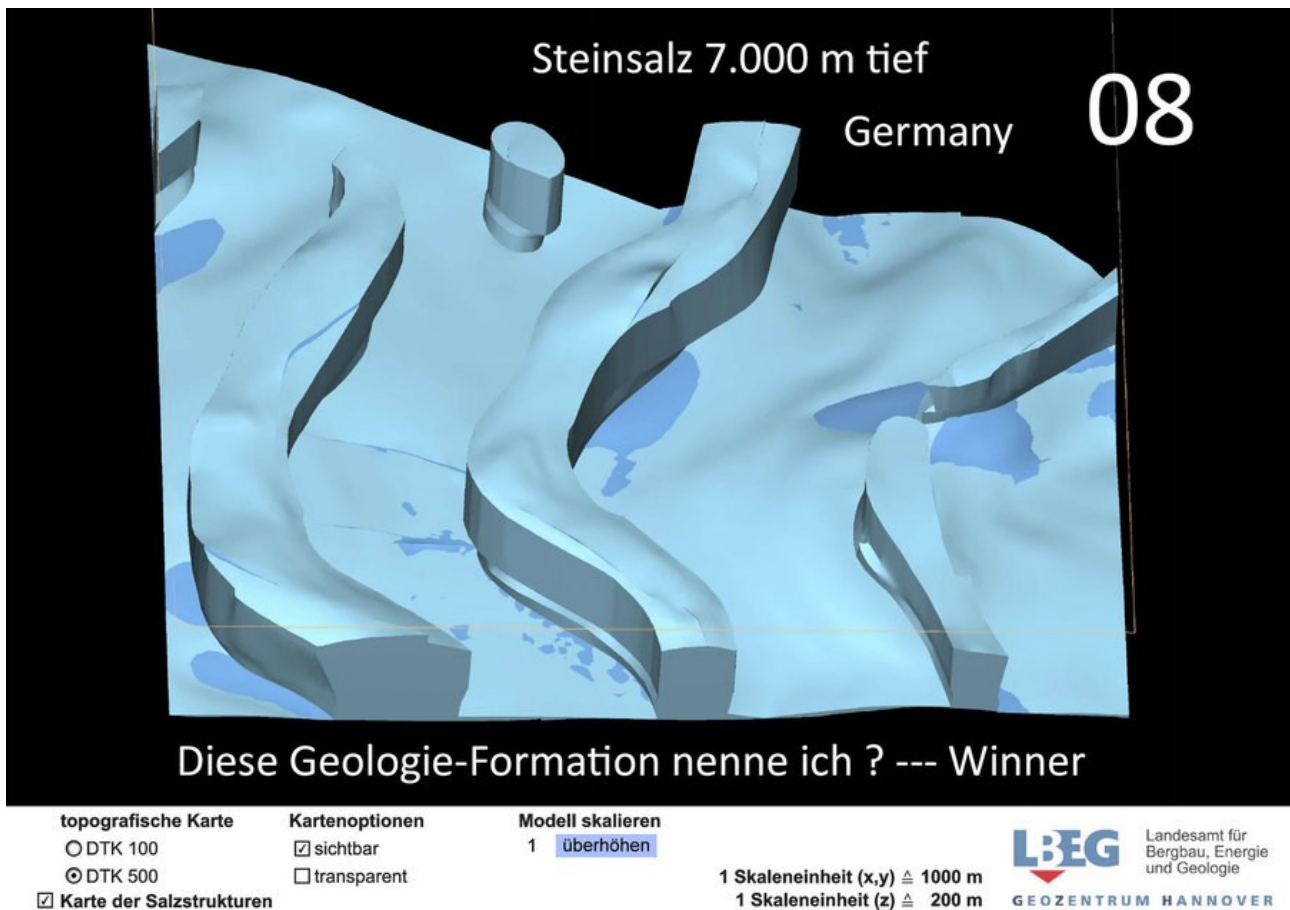 Steinsalz 7.000 m tief
Germany
08
Diese Geologie-Formation nenne ich ? --- Winner
topografische Karte
DTK 100
DTK 500
Karte der Salzstrukturen
Kartenoptionen
sichtbar
transparent
Modell skalieren
1 überhöhen
1 Skaleneinheit (x,y) ≙ 1000 m
1 Skaleneinheit (z) ≙ 200 m
LBEG
Landesamt für
Bergbau, Energie
und Geologie
GEOZENTRUM HANNOVER